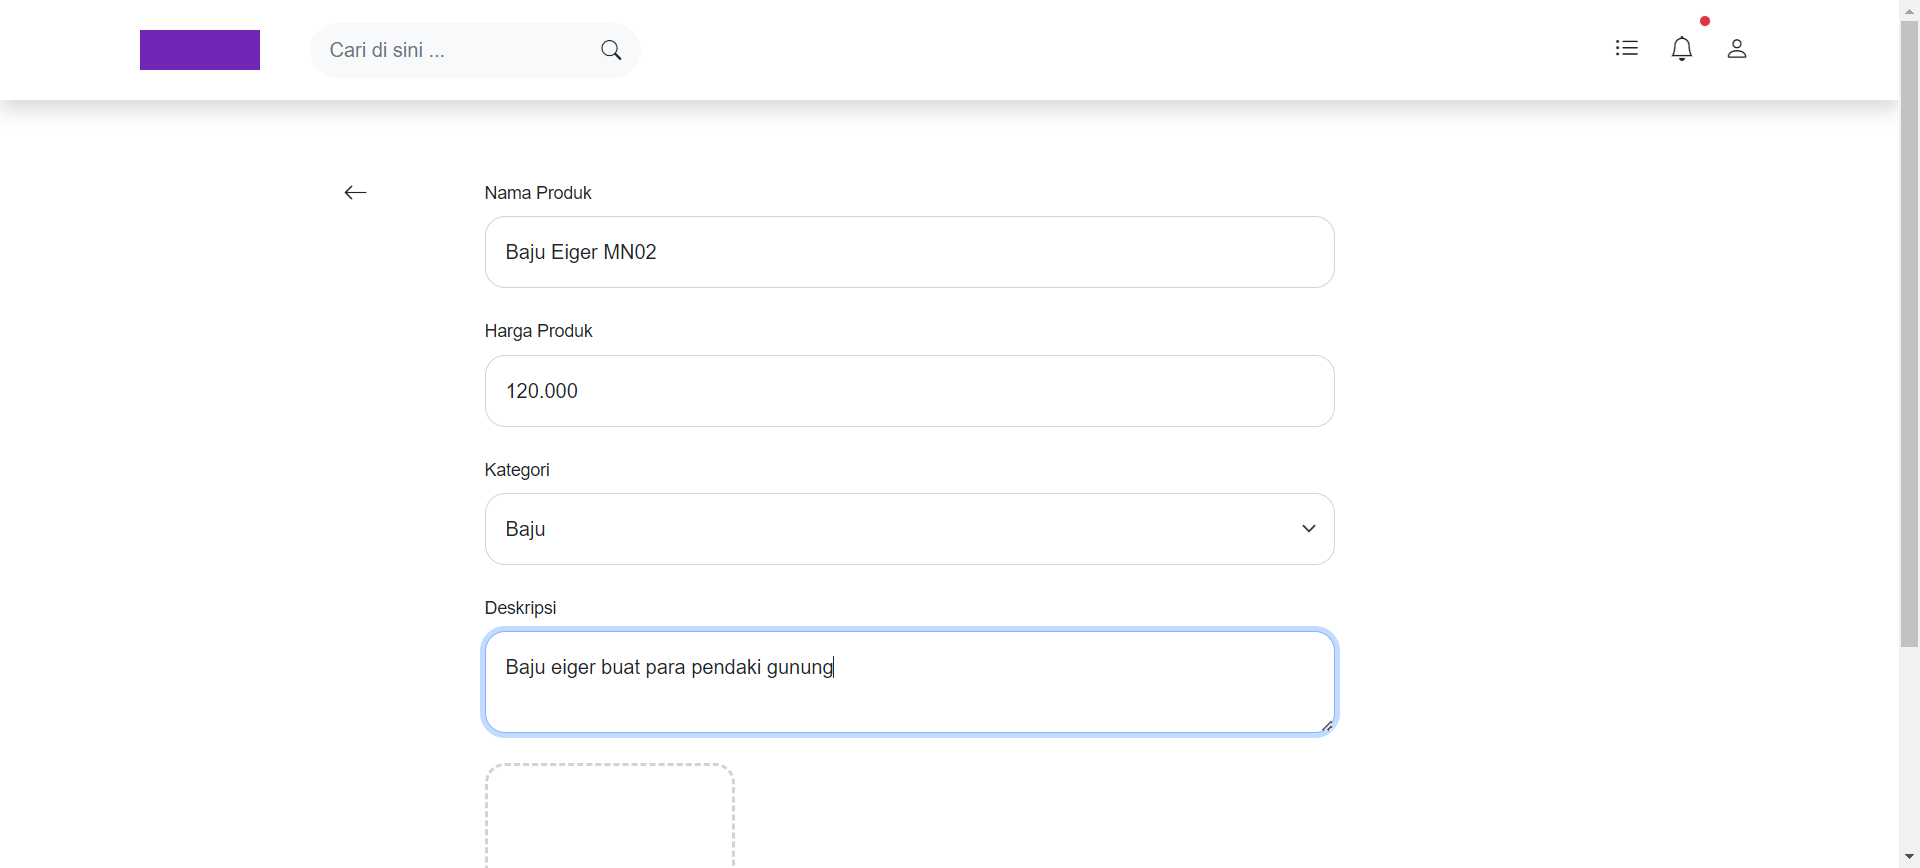 Cari di sini ...
Nama Produk
Baju Eiger MN02
Harga Produk
120.000
Kategori
Baju
Deskripsi
Baju eiger buat para pendaki gunung